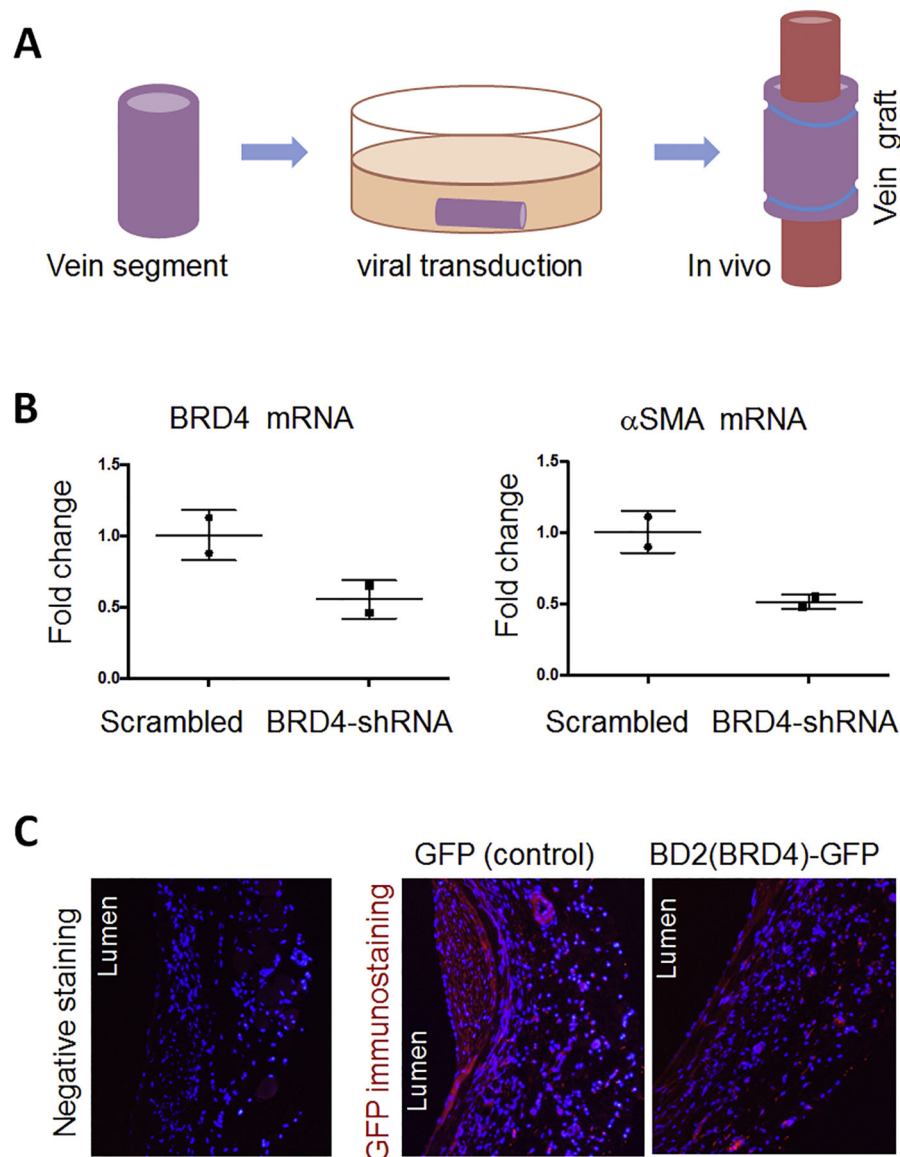 A
Vein segment
viral transduction
In vivo
Vein graft
B
BRD4 mRNA
Fold change
1.5
1.0
0.5
0.0
Scrambled BRD4-shRNA
αSMA mRNA
Fold change
1.5
1.0
0.5
0.0
Scrambled BRD4-shRNA
C
Negative staining
Lumen
GFP immunostaining
GFP (control)
Lumen
BD2(BRD4)-GFP
Lumen